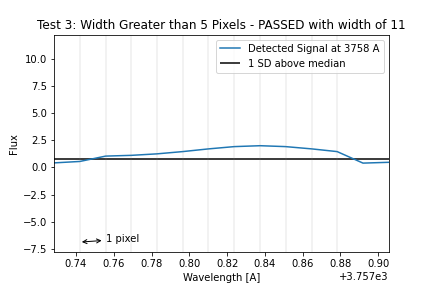 Test 3: Width Greater than 5 Pixels - PASSED with width of 11
Detected Signal at 3758 A
1 SD above median
Flux
10.0
7.5
5.0
2.5
0.0
−2.5
−5.0
−7.5
1 pixel
0.74 0.76 0.78 0.80 0.82 0.84 0.86 0.88 0.90
Wavelength [A]
+3.757e3